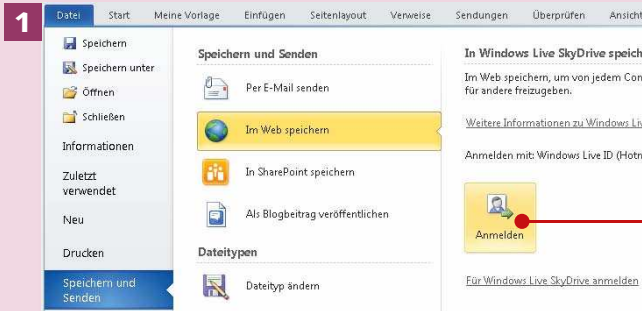 1
Datei Start Meine Vorlage Einfügen Seitenlayout Verweise Sendungen Überprüfen Ansicht
Speichern
Speichern unter
Öffnen
Schließen
Informationen
Zuletzt
verwendet
Neu
Drucken
Speichern und
Senden
Speichern und Senden
Per E-Mail senden
Im Web speichern
In SharePoint speichern
Als Blogbeitrag veröffentlichen
Dateitypen
Dateityp ändern
In Windows Live SkyDrive speich
Im Web speichern, um von jedem Com
für andere freizugeben.
Weitere Informationen zu Windows Liv
Anmelden mit: Windows Live ID (Hotm
Anmelden
Für Windows Live SkyDrive anmelden